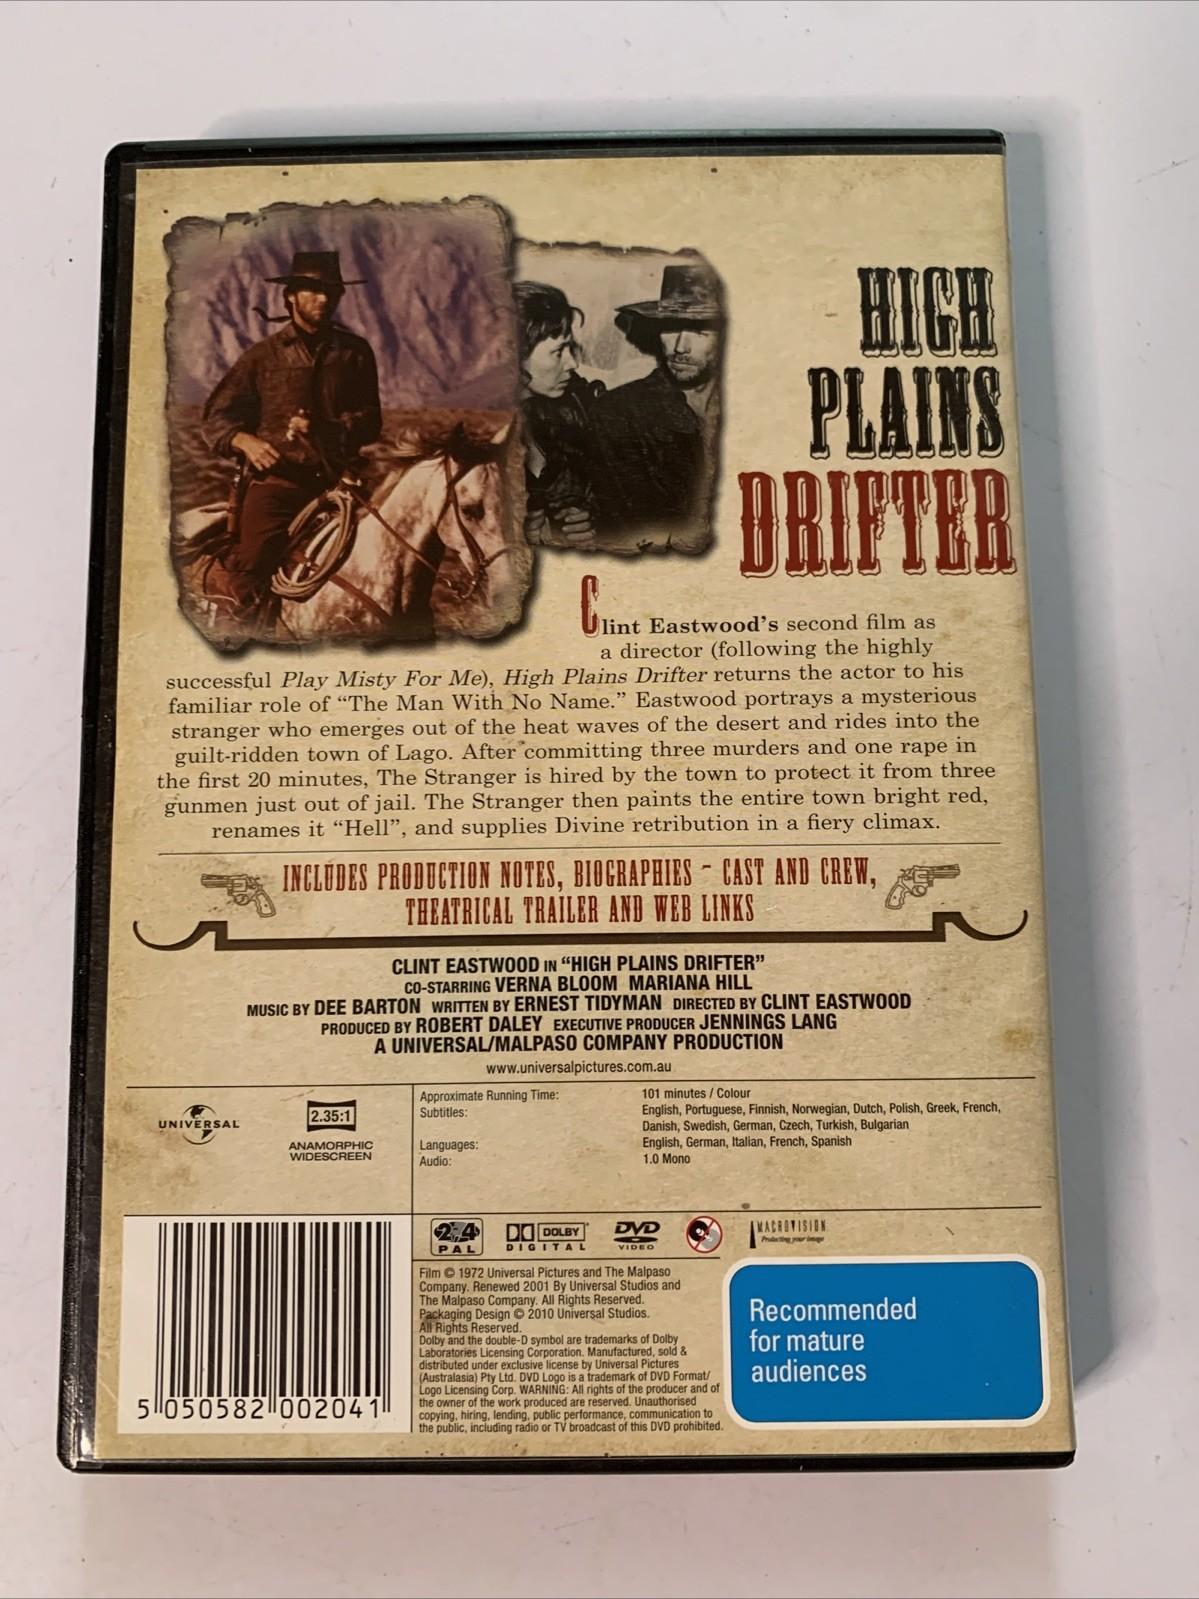 HIGH
PLAINS
DRIFTER
Clint Eastwood's second film as
a director (following the highly
successful Play Misty For Me), High Plains Drifter returns the actor to his
familiar role of “The Man With No Name.” Eastwood portrays a mysterious
stranger who emerges out of the heat waves of the desert and rides into the
guilt-ridden town of Lago. After committing three murders and one rape in
the first 20 minutes, The Stranger is hired by the town to protect it from three
gunmen just out of jail. The Stranger then paints the entire town bright red,
renames it “Hell”, and supplies Divine retribution in a fiery climax.
INCLUDES PRODUCTION NOTES, BIOGRAPHIES - CAST AND CREW,
THEATRICAL TRAILER AND WEB LINKS
CLINT EASTWOOD IN “HIGH PLAINS DRIFTER”
CO-STARRING VERNA BLOOM MARIANA HILL
MUSIC BY DEE BARTON WRITTEN BY ERNEST TIDYMAN DIRECTED BY CLINT EASTWOOD
PRODUCED BY ROBERT DALEY EXECUTIVE PRODUCER JENNINGS LANG
A UNIVERSAL/MALPASO COMPANY PRODUCTION
www.universalpictures.com.au
UNIVERSAL
2.35:1
ANAMORPHIC
WIDESCREEN
Approximate Running Time: 101 minutes / Colour
Subtitles: English, Portuguese, Finnish, Norwegian, Dutch, Polish, Greek, French,
Danish, Swedish, German, Czech, Turkish, Bulgarian
Languages: English, German, Italian, French, Spanish
Audio: 1.0 Mono
2,4
PAL
DOLBY
DIGITAL
DVD
VIDEO
MACROVISION
Protecting your image
Film © 1972 Universal Pictures and The Malpaso
Company. Renewed 2001 By Universal Studios and
The Malpaso Company. All Rights Reserved.
Packaging Design © 2010 Universal Studios.
All Rights Reserved.
Dolby and the double-D symbol are trademarks of Dolby
Laboratories Licensing Corporation. Manufactured, sold &
distributed under exclusive license by Universal Pictures
(Australasia) Pty Ltd. DVD Logo is a trademark of DVD Format/
Logo Licensing Corp. WARNING: All rights of the producer and of
the owner of the work produced are reserved. Unauthorised
copying, hiring, lending, public performance, communication to
the public, including radio or TV broadcast of this DVD prohibited.
Recommended
for mature
audiences
5 050582 002041